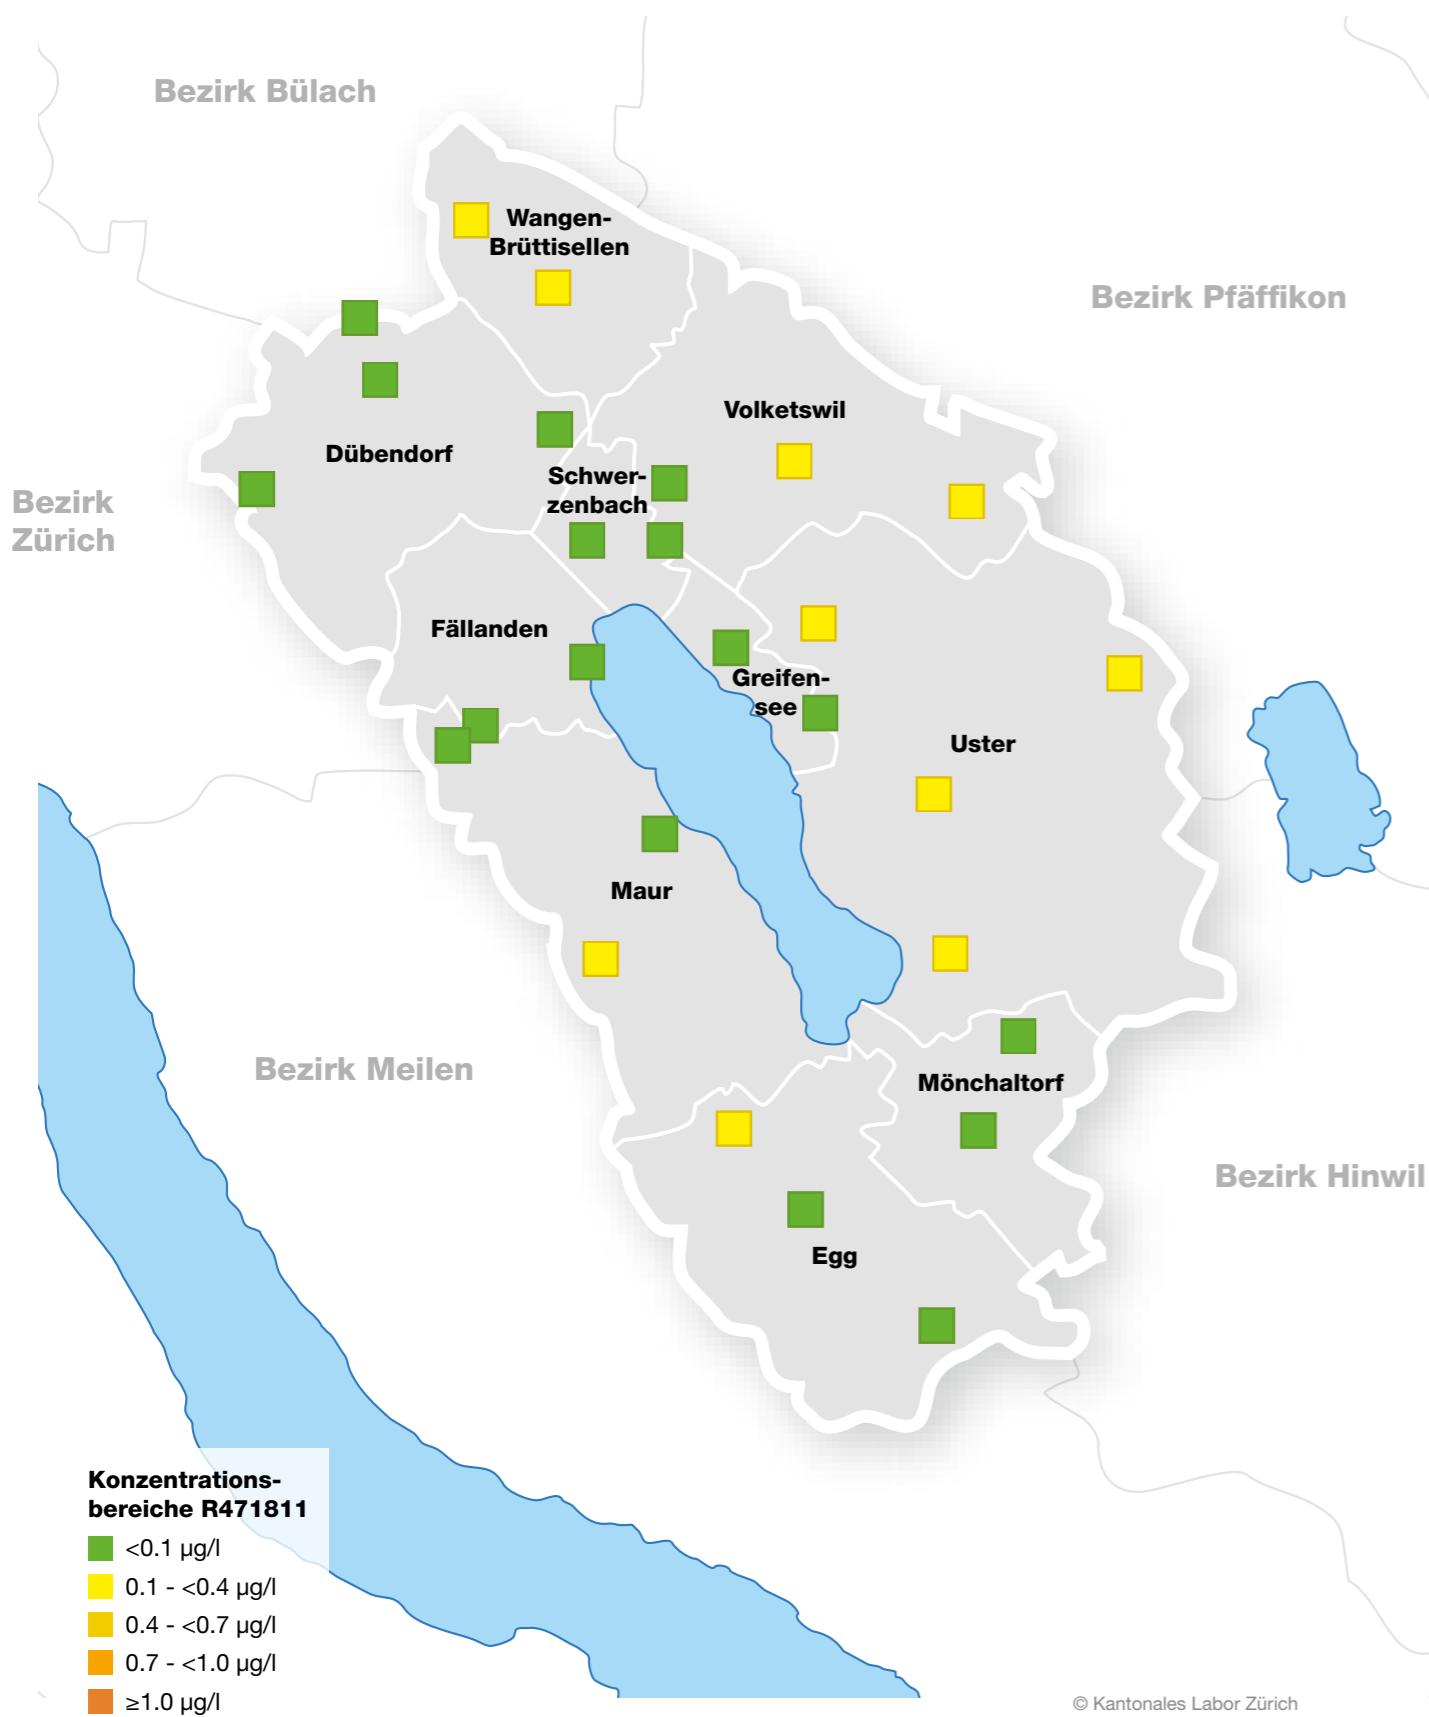 Bezirk Bülach
Wangen-
Brüttisellen
Bezirk Pfäffikon
Volketswil
Dübendorf
Schwer-
zenbach
Bezirk
Zürich
Fällanden
Greifen-
see
Uster
Maur
Bezirk Meilen
Mönchaltorf
Bezirk Hinwil
Egg
Konzentrations-
bereiche R471811
<0.1 µg/l
0.1 - <0.4 µg/l
0.4 - <0.7 µg/l
0.7 - <1.0 µg/l
≥1.0 µg/l
© Kantonales Labor Zürich